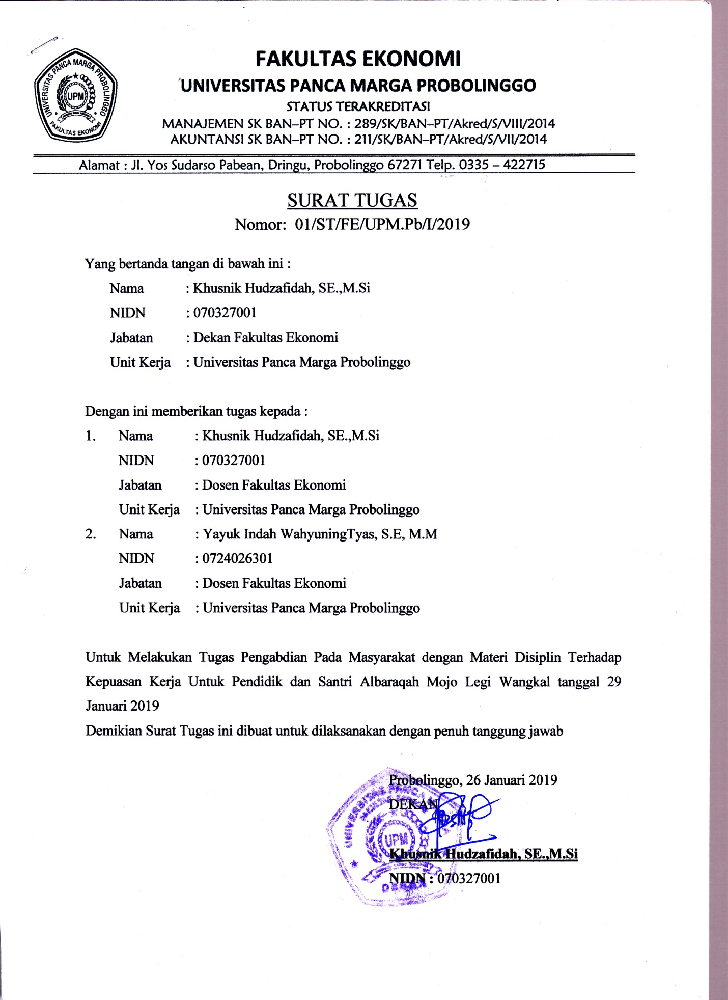 UNIVERSITAS PANCA MARGA PROBOLINGGO
UPM
FAKULTAS EKONOMI
FAKULTAS EKONOMI
UNIVERSITAS PANCA MARGA PROBOLINGGO
STATUS TERAKREDITASI
MANAJEMEN SK BAN–PT NO. : 289/SK/BAN–PT/Akred/S/VIII/2014
AKUNTANSI SK BAN–PT NO. : 211/SK/BAN–PT/Akred/S/VII/2014
Alamat : Jl. Yos Sudarso Pabean, Dringu, Probolinggo 67271 Telp. 0335 – 422715
SURAT TUGAS
Nomor: 01/ST/FE/UPM.Pb/I/2019
Yang bertanda tangan di bawah ini :
Nama : Khusnik Hudzafidah, SE.,M.Si
NIDN : 070327001
Jabatan : Dekan Fakultas Ekonomi
Unit Kerja : Universitas Panca Marga Probolinggo
Dengan ini memberikan tugas kepada :
1. Nama : Khusnik Hudzafidah, SE.,M.Si
NIDN : 070327001
Jabatan : Dosen Fakultas Ekonomi
Unit Kerja : Universitas Panca Marga Probolinggo
2. Nama : Yayuk Indah WahyuningTyas, S.E, M.M
NIDN : 0724026301
Jabatan : Dosen Fakultas Ekonomi
Unit Kerja : Universitas Panca Marga Probolinggo
Untuk Melakukan Tugas Pengabdian Pada Masyarakat dengan Materi Disiplin Terhadap
Kepuasan Kerja Untuk Pendidik dan Santri Albaraqah Mojo Legi Wangkal tanggal 29
Januari 2019
Demikian Surat Tugas ini dibuat untuk dilaksanakan dengan penuh tanggung jawab
Probolinggo, 26 Januari 2019
DEKAN
UNIVERSITAS PANCA
UPM
Khusnik Hudzafidah, SE.,M.Si
NIDN : 070327001
DEKAN